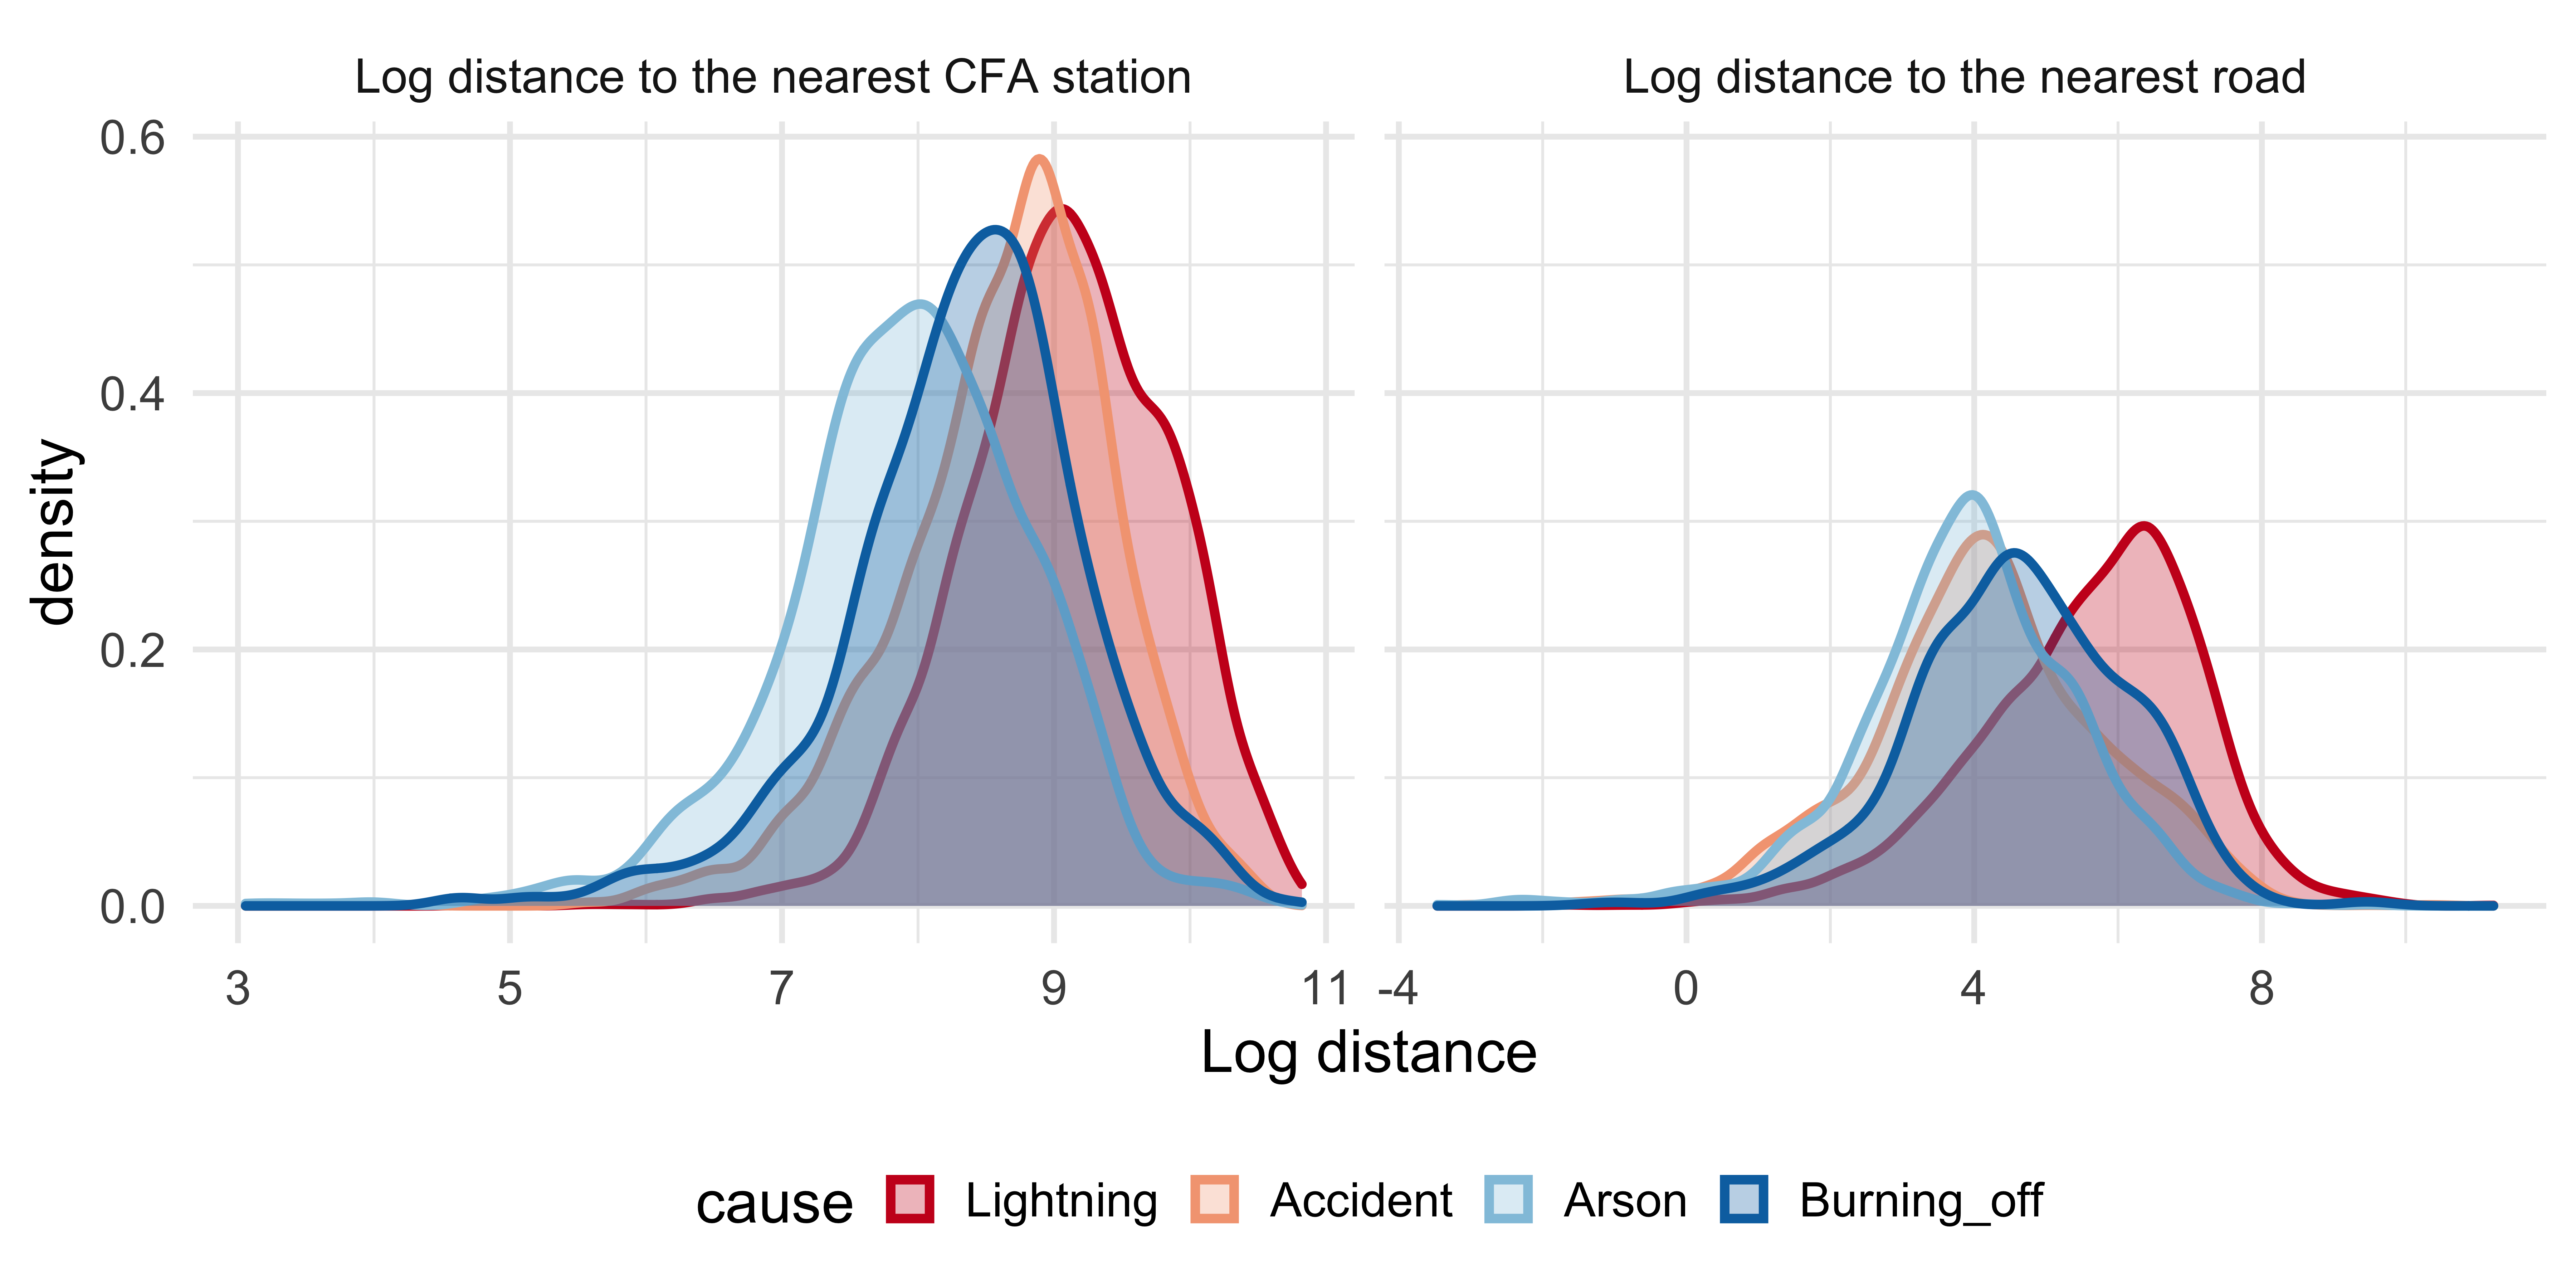 Log distance to the nearest CFA station
Log distance to the nearest road
density
0.6
0.4
0.2
0.0
3 5 7 9 11
-4 0 4 8
Log distance
cause Lightning Accident Arson Burning_off